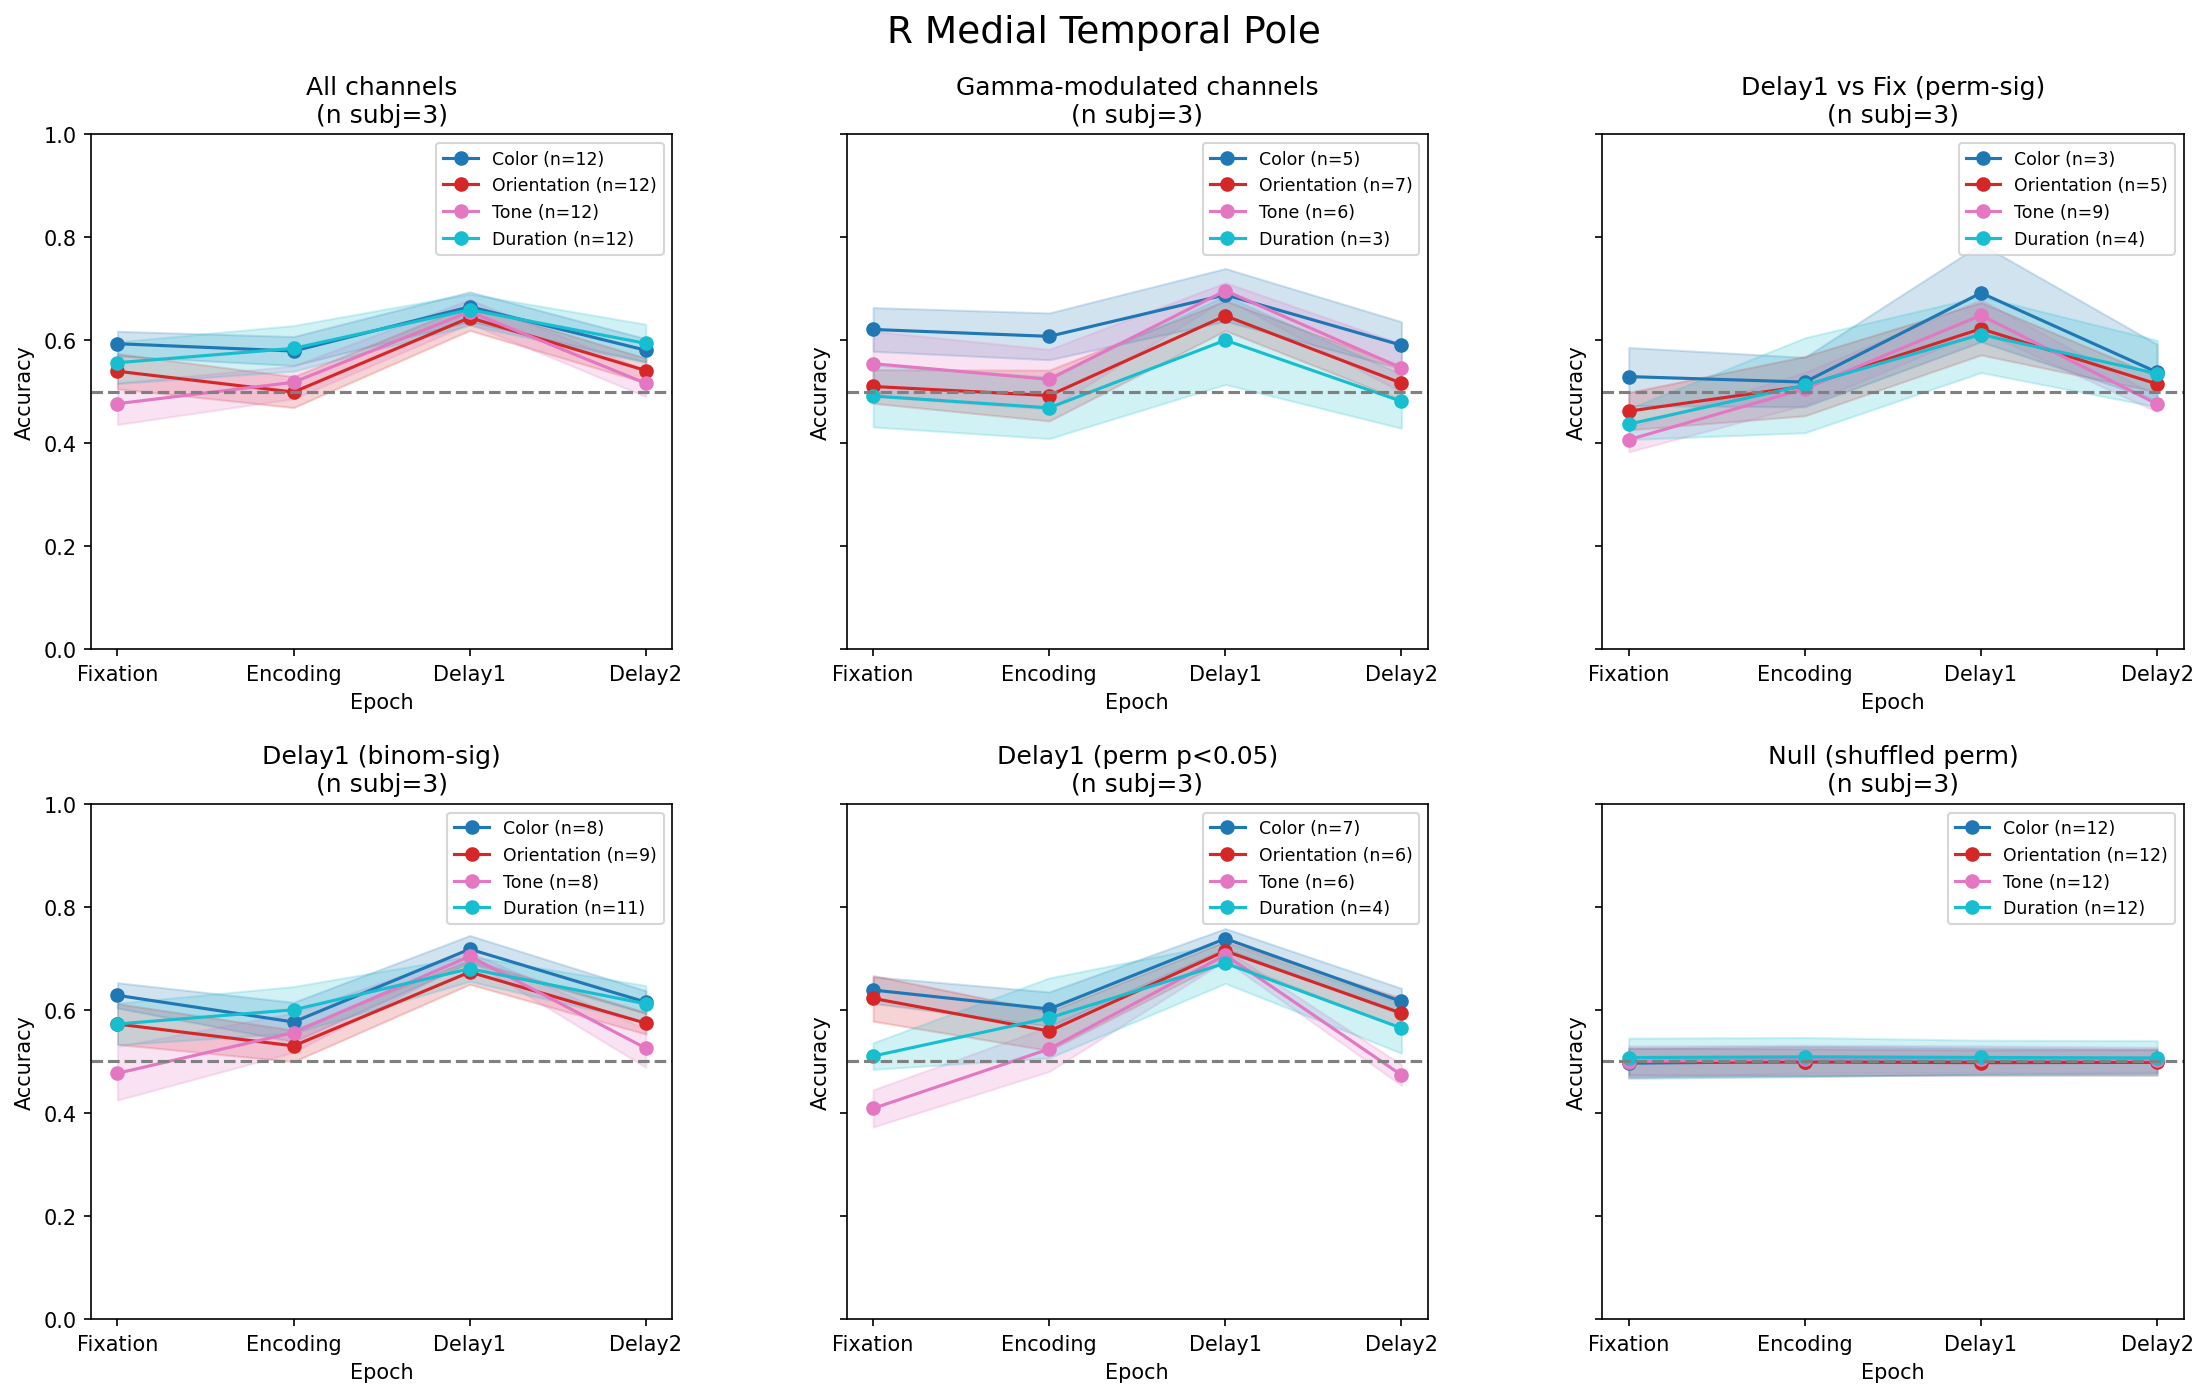 R Medial Temporal Pole
All channels
(n subj=3)
1.0
0.8
0.6
0.4
0.2
0.0
Accuracy
Color (n=12)
Orientation (n=12)
Tone (n=12)
Duration (n=12)
Fixation Encoding Delay1 Delay2
Epoch
Gamma-modulated channels
(n subj=3)
Accuracy
Color (n=5)
Orientation (n=7)
Tone (n=6)
Duration (n=3)
Fixation Encoding Delay1 Delay2
Epoch
Delay1 vs Fix (perm-sig)
(n subj=3)
Accuracy
Color (n=3)
Orientation (n=5)
Tone (n=9)
Duration (n=4)
Fixation Encoding Delay1 Delay2
Epoch
Delay1 (binom-sig)
(n subj=3)
1.0
0.8
0.6
0.4
0.2
0.0
Accuracy
Color (n=8)
Orientation (n=9)
Tone (n=8)
Duration (n=11)
Fixation Encoding Delay1 Delay2
Epoch
Delay1 (perm p<0.05)
(n subj=3)
Accuracy
Color (n=7)
Orientation (n=6)
Tone (n=6)
Duration (n=4)
Fixation Encoding Delay1 Delay2
Epoch
Null (shuffled perm)
(n subj=3)
Accuracy
Color (n=12)
Orientation (n=12)
Tone (n=12)
Duration (n=12)
Fixation Encoding Delay1 Delay2
Epoch